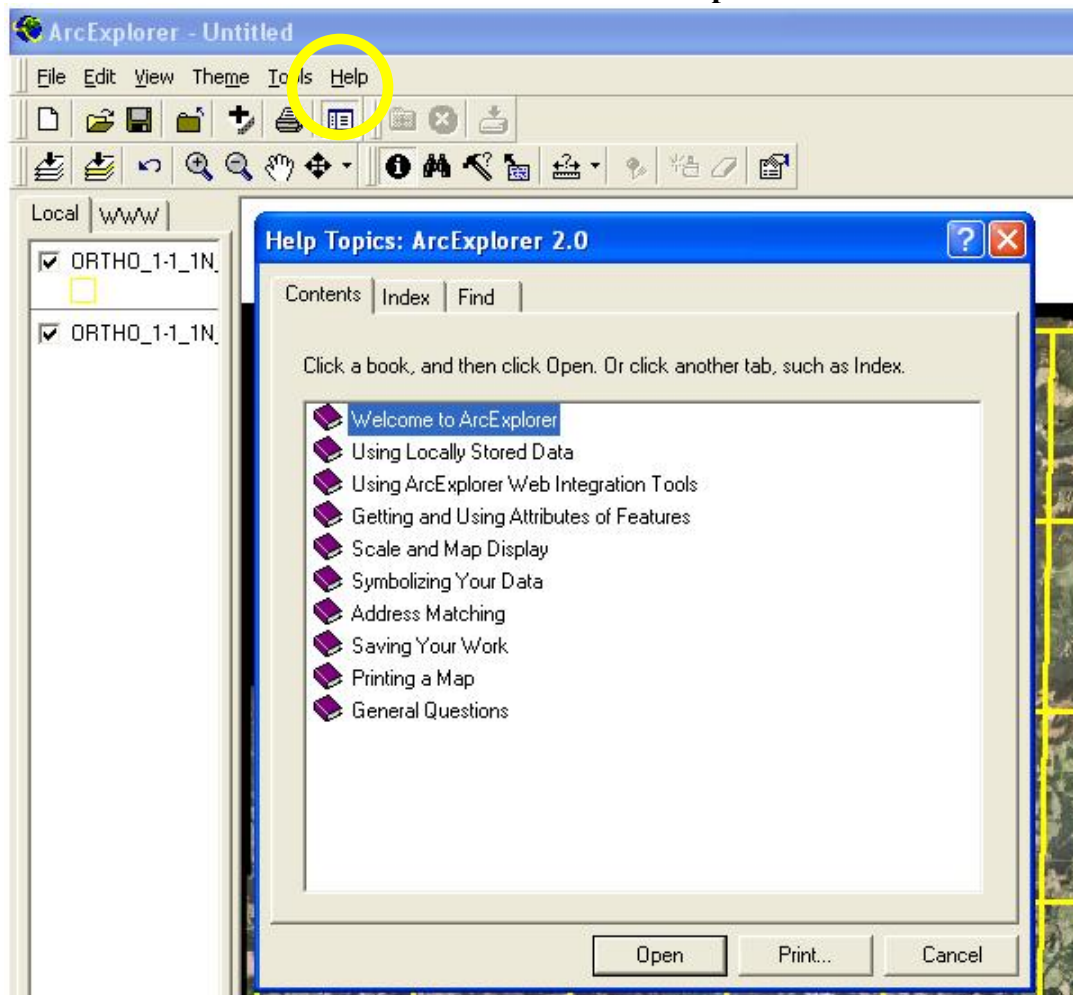 ArcExplorer - Untitled
File Edit View Theme Tools Help
Local WWW
ORTHO_1-1_1N_
ORTHO_1-1_1N_
Help Topics: ArcExplorer 2.0
Contents Index Find
Click a book, and then click Open. Or click another tab, such as Index.
Welcome to ArcExplorer
Using Locally Stored Data
Using ArcExplorer Web Integration Tools
Getting and Using Attributes of Features
Scale and Map Display
Symbolizing Your Data
Address Matching
Saving Your Work
Printing a Map
General Questions
Open Print... Cancel